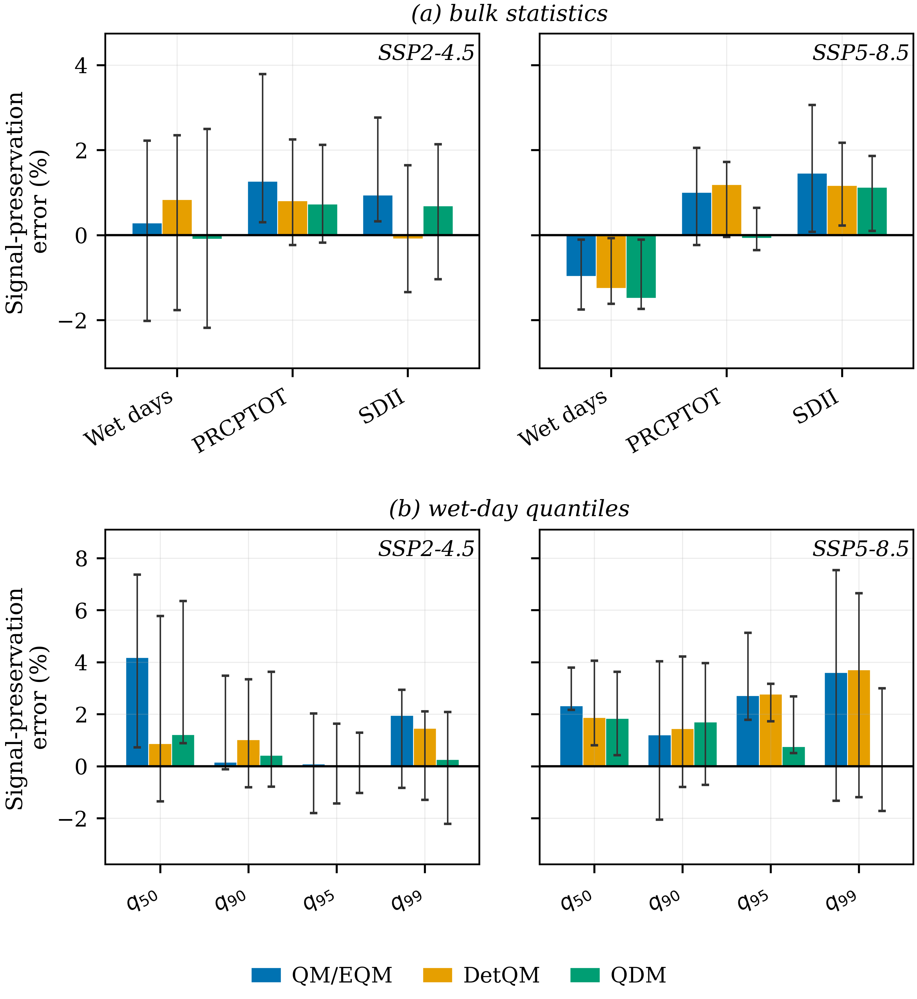 (a) bulk statistics
SSP2-4.5
SSP5-8.5
Signal-preservation
error (%)
4
2
0
−2
Wet days
PRCPTOT
SDII
Wet days
PRCPTOT
SDII
(b) wet-day quantiles
SSP2-4.5
SSP5-8.5
Signal-preservation
error (%)
8
6
4
2
0
−2
q50
q90
q95
q99
q50
q90
q95
q99
QM/EQM
DetQM
QDM